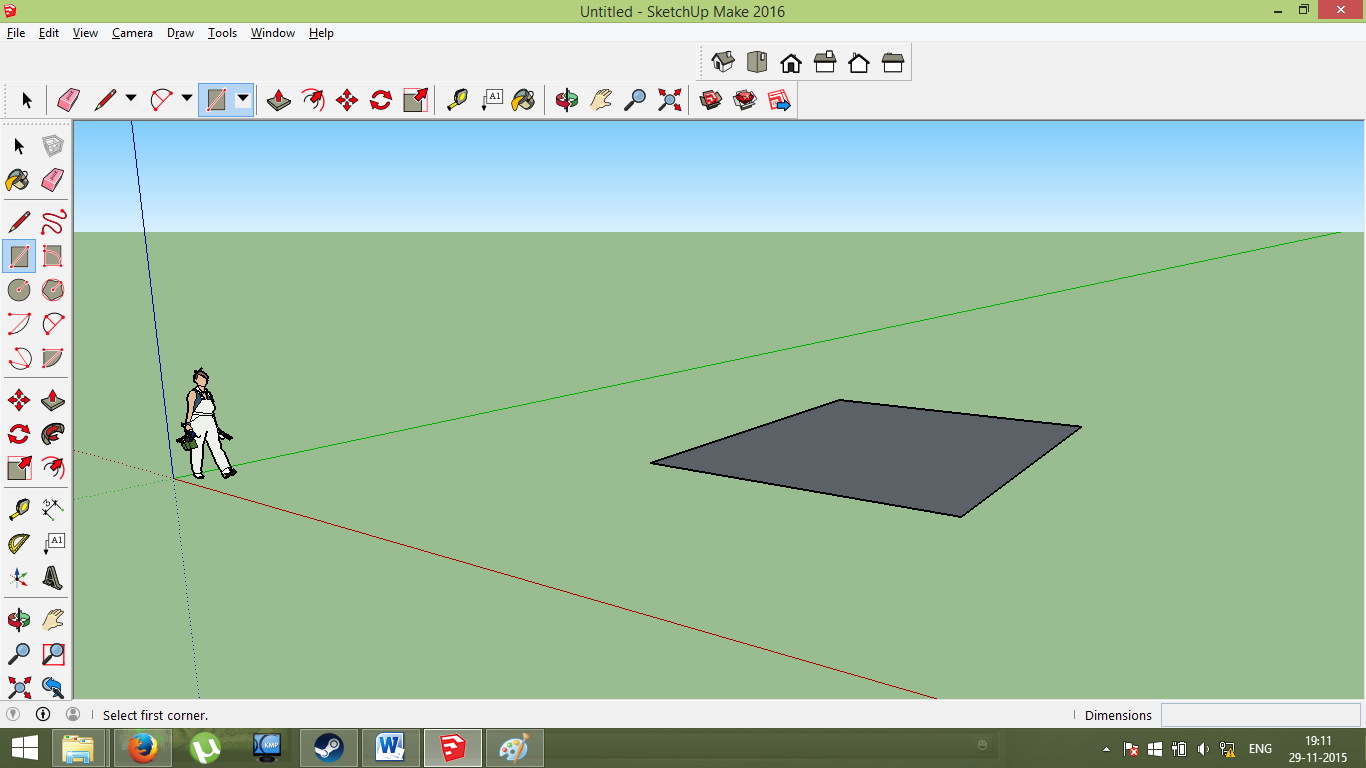 Untitled - SketchUp Make 2016
File Edit View Camera Draw Tools Window Help
A1
A1
Select first corner.
Dimensions
KMP
W
ENG
19:11
29-11-2015